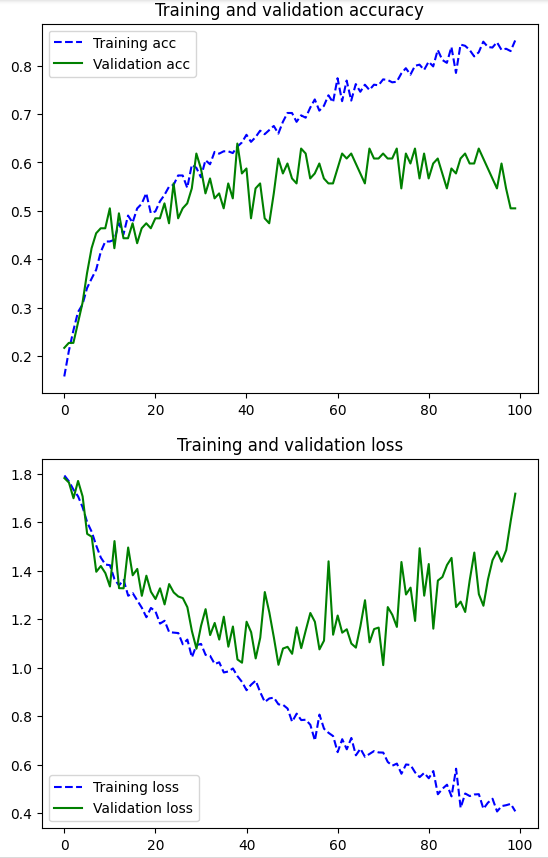 Training and validation accuracy
Training acc
Validation acc
0.8
0.7
0.6
0.5
0.4
0.3
0.2
0 20 40 60 80 100
Training and validation loss
1.8
1.6
1.4
1.2
1.0
0.8
0.6
0.4
Training loss
Validation loss
0 20 40 60 80 100